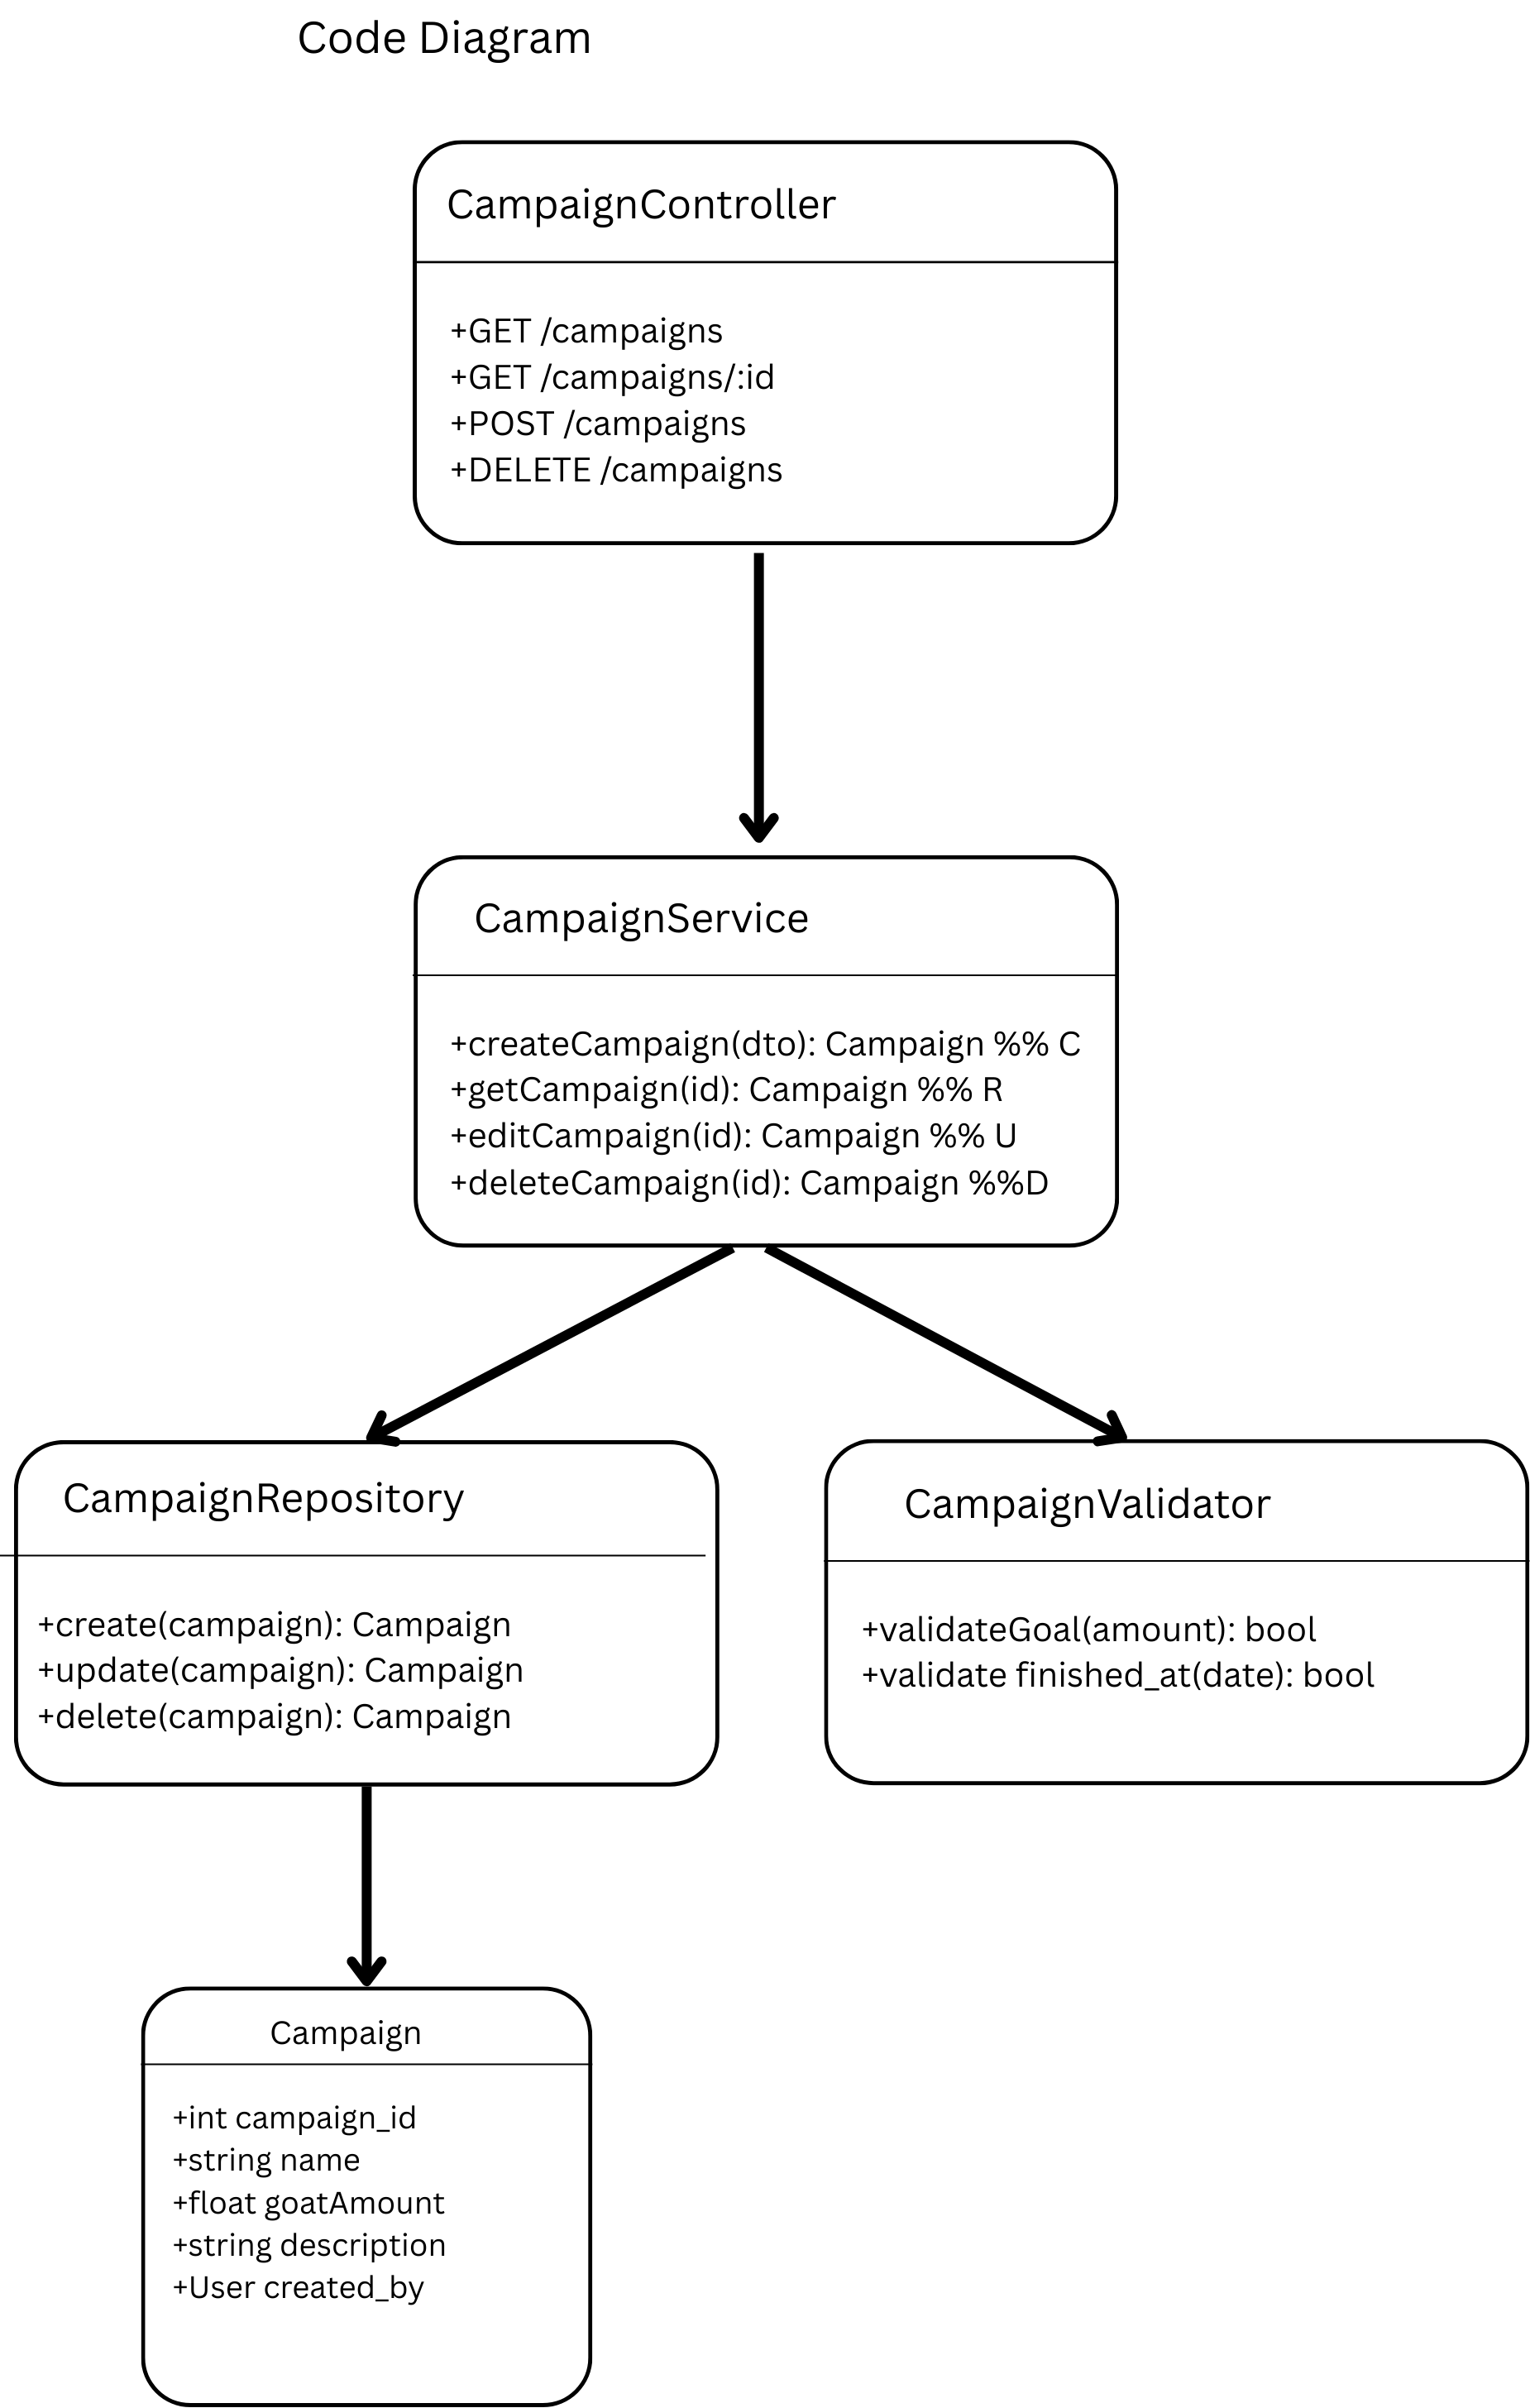 Code Diagram
CampaignController
+GET /campaigns
+GET /campaigns/:id
+POST /campaigns
+DELETE /campaigns
CampaignService
+createCampaign(dto): Campaign %% C
+getCampaign(id): Campaign %% R
+editCampaign(id): Campaign %% U
+deleteCampaign(id): Campaign %%D
CampaignRepository
+create(campaign): Campaign
+update(campaign): Campaign
+delete(campaign): Campaign
CampaignValidator
+validateGoal(amount): bool
+validate finished_at(date): bool
Campaign
+int campaign_id
+string name
+float goatAmount
+string description
+User created_by